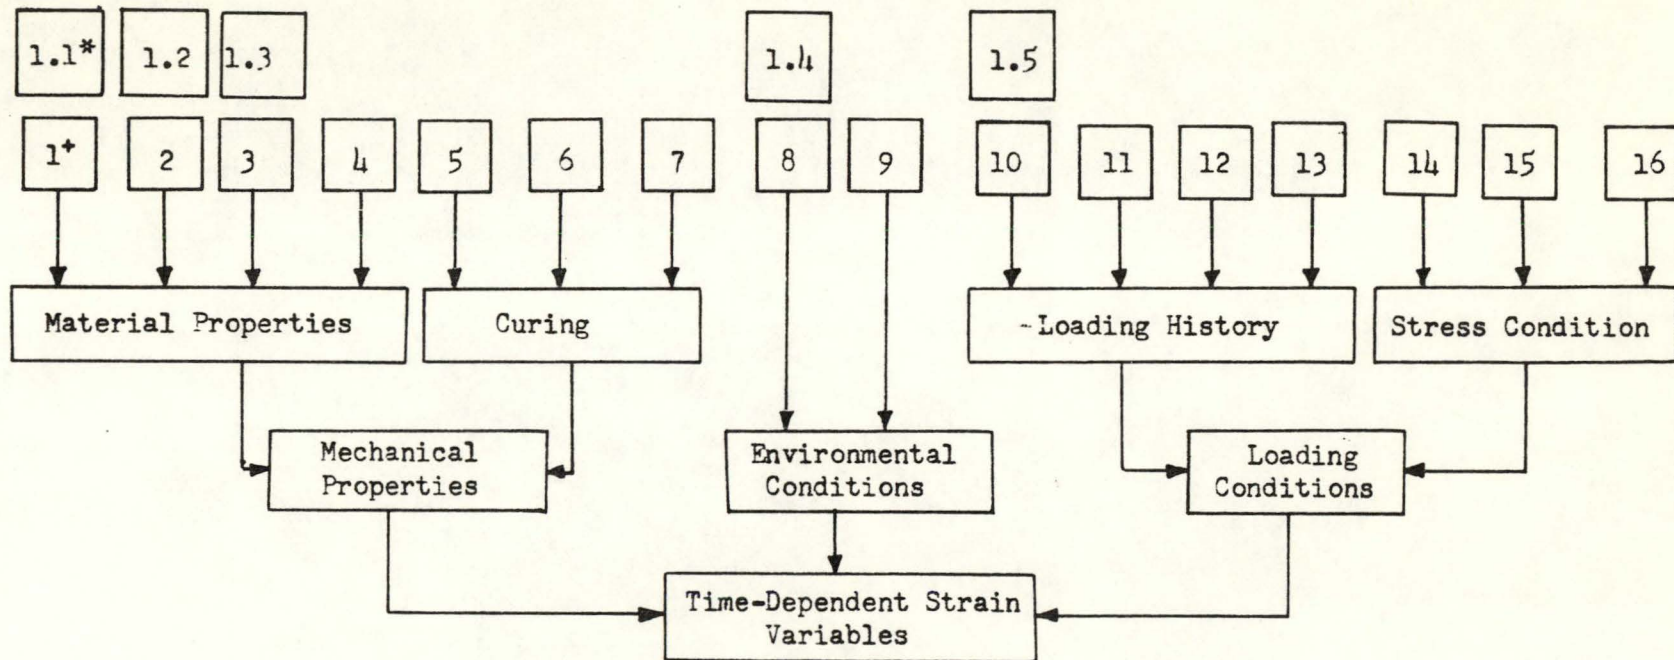 1.1* 1.2 1.3 1.4 1.5
1+ 2 3 4 5 6 7 8 9 10 11 12 13 14 15 16
Material Properties Curing -Loading History Stress Condition
Mechanical
Properties
Environmental
Conditions
Loading
Conditions
Time-Dependent Strain
Variables